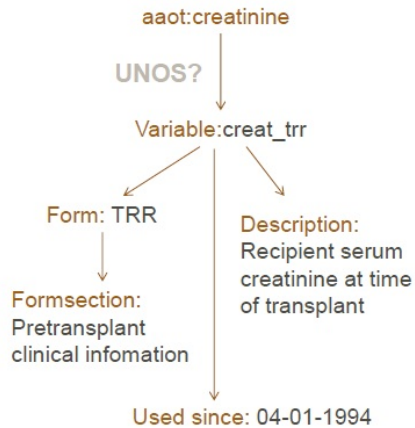 aaot:creatinine
UNOS?
Variable:creat_trr
Form: TRR
Description:
Recipient serum
creatinine at time
of transplant
Formsection:
Pretransplant
clinical infomation
Used since: 04-01-1994